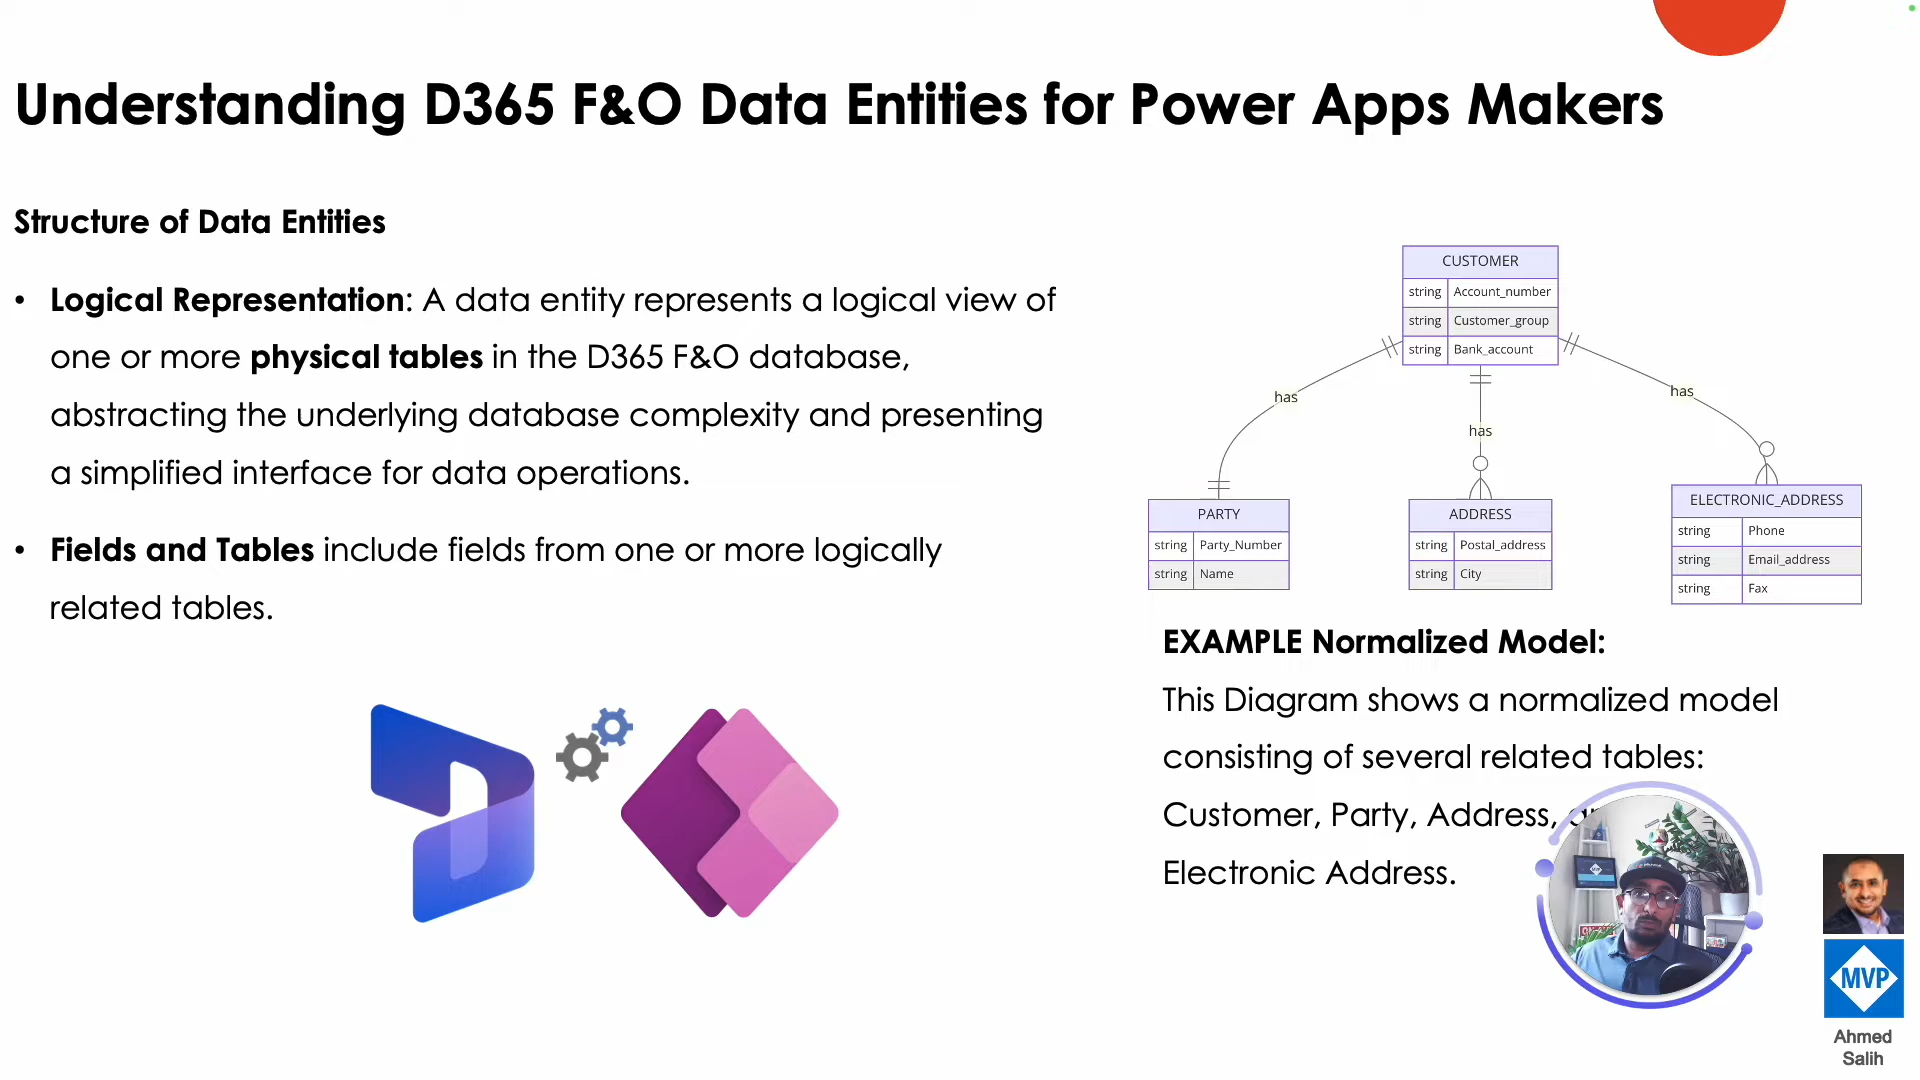 Understanding D365 F&O Data Entities for Power Apps Makers
Structure of Data Entities
• Logical Representation: A data entity represents a logical view of
one or more physical tables in the D365 F&O database,
abstracting the underlying database complexity and presenting
a simplified interface for data operations.
• Fields and Tables include fields from one or more logically
related tables.
CUSTOMER
string Account_number
string Customer_group
string Bank_account
has
has
has
PARTY
string Party_Number
string Name
ADDRESS
string Postal_address
string City
ELECTRONIC_ADDRESS
string Phone
string Email_address
string Fax
EXAMPLE Normalized Model:
This Diagram shows a normalized model
consisting of several related tables:
Customer, Party, Address,
Electronic Address.
MVP
Ahmed
Salih